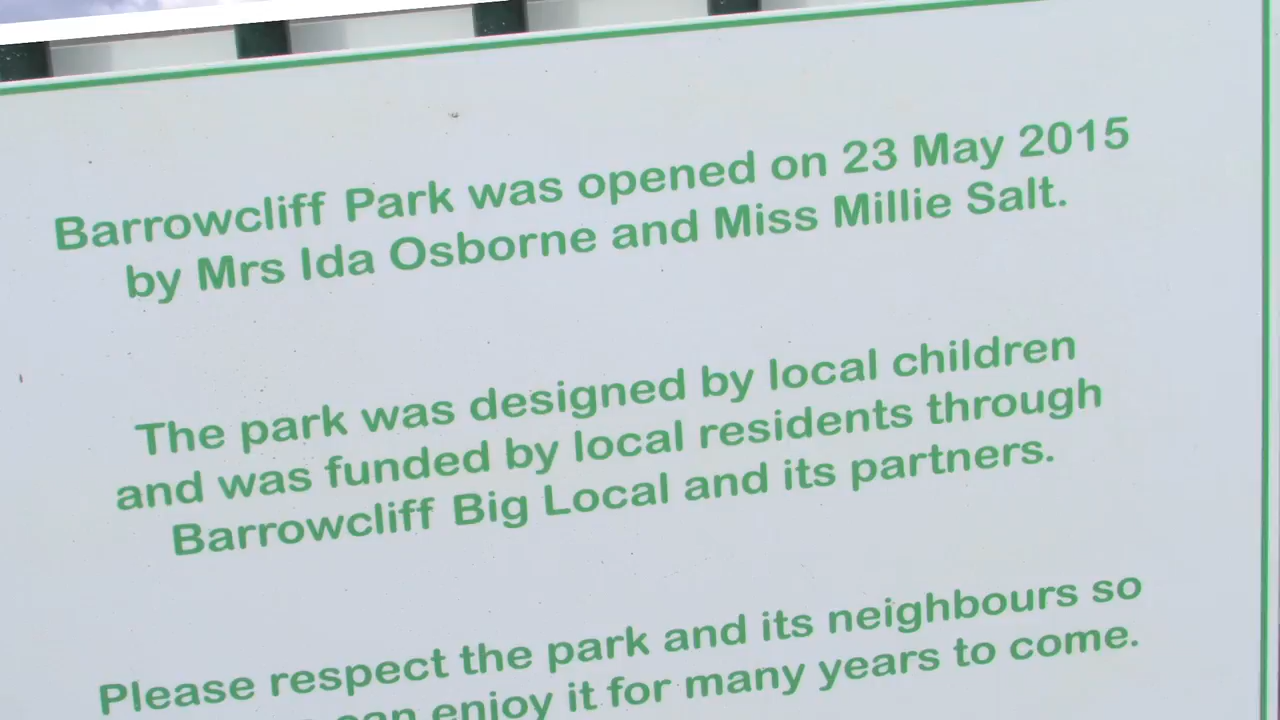 Barrowcliff Park was opened on 23 May 2015
by Mrs Ida Osborne and Miss Millie Salt.
The park was designed by local children
and was funded by local residents through
Barrowcliff Big Local and its partners.
Please respect the park and its neighbours so
can enjoy it for many years to come.